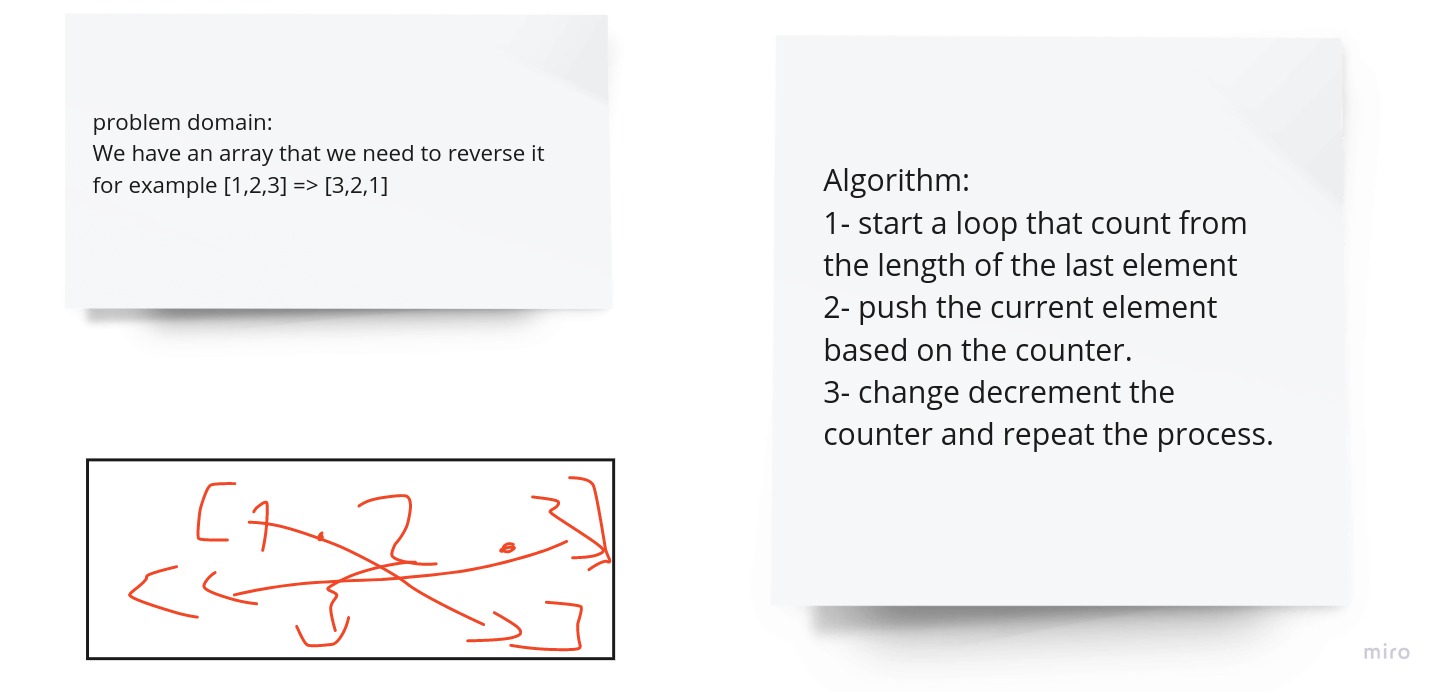 problem domain:
We have an array that we need to reverse it
for example [1,2,3] => [3,2,1]
Algorithm:
1- start a loop that count from
the length of the last element
2- push the current element
based on the counter.
3- change decrement the
counter and repeat the process.
[1 . 2 . 3]
miro